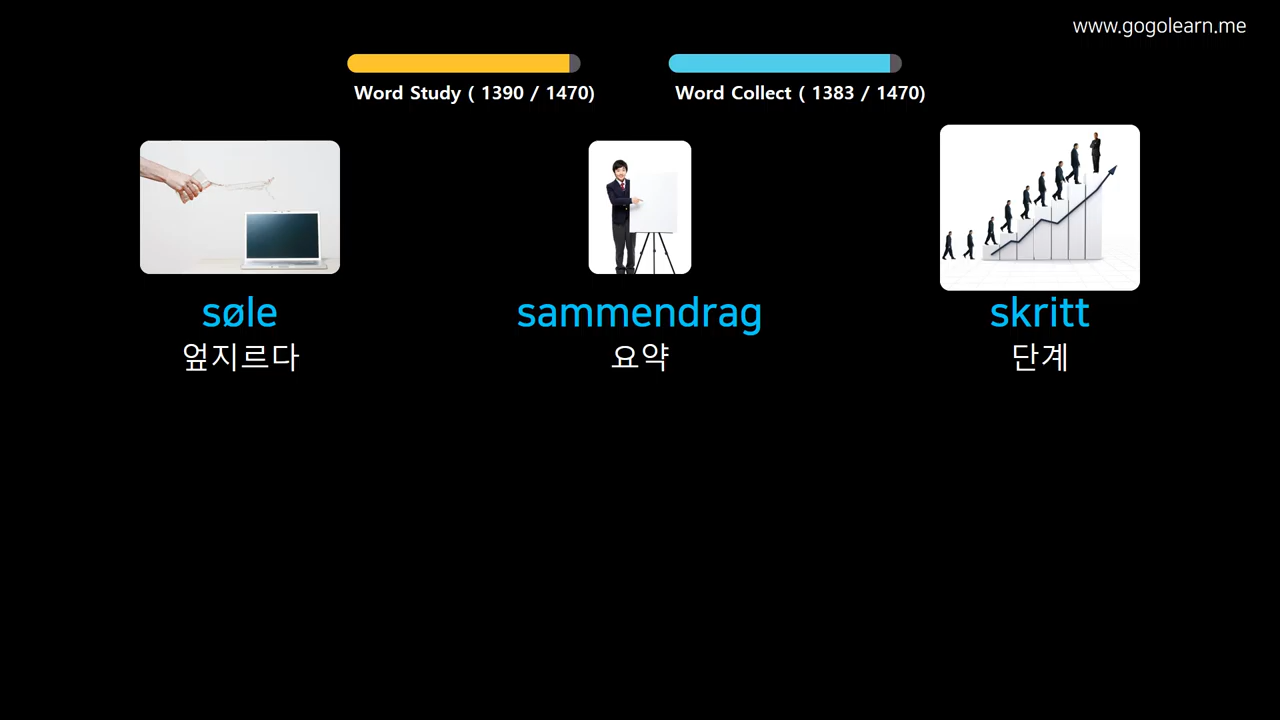 www.gogolearn.me
Word Study ( 1390 / 1470)
Word Collect ( 1383 / 1470)
søle
엎지르다
sammendrag
요약
skritt
단계